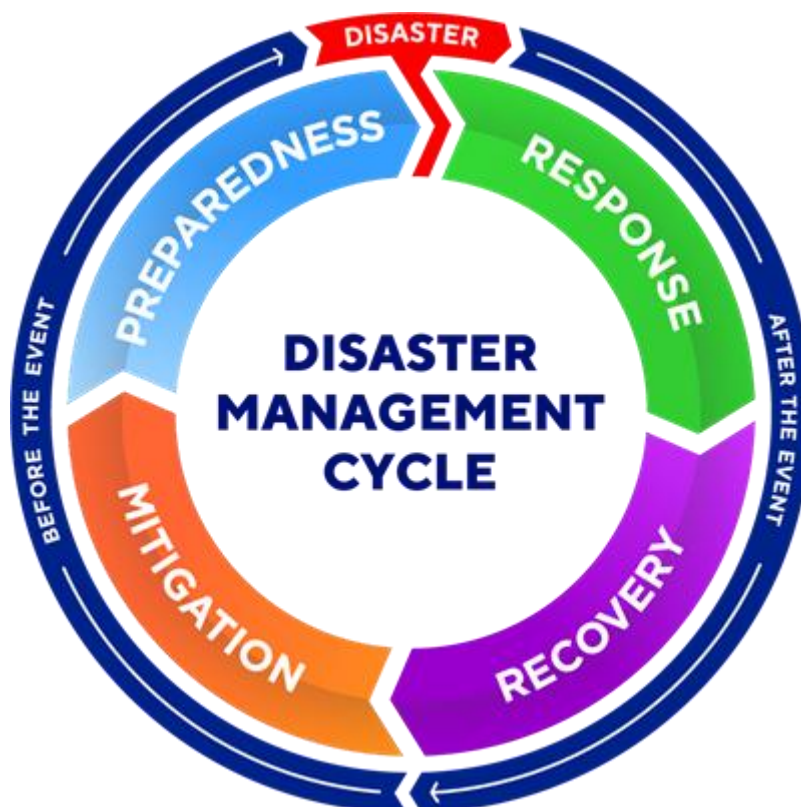 DISASTER
PREPAREDNESS
RESPONSE
BEFORE THE EVENT
AFTER THE EVENT
DISASTER
MANAGEMENT
CYCLE
MITIGATION
RECOVERY